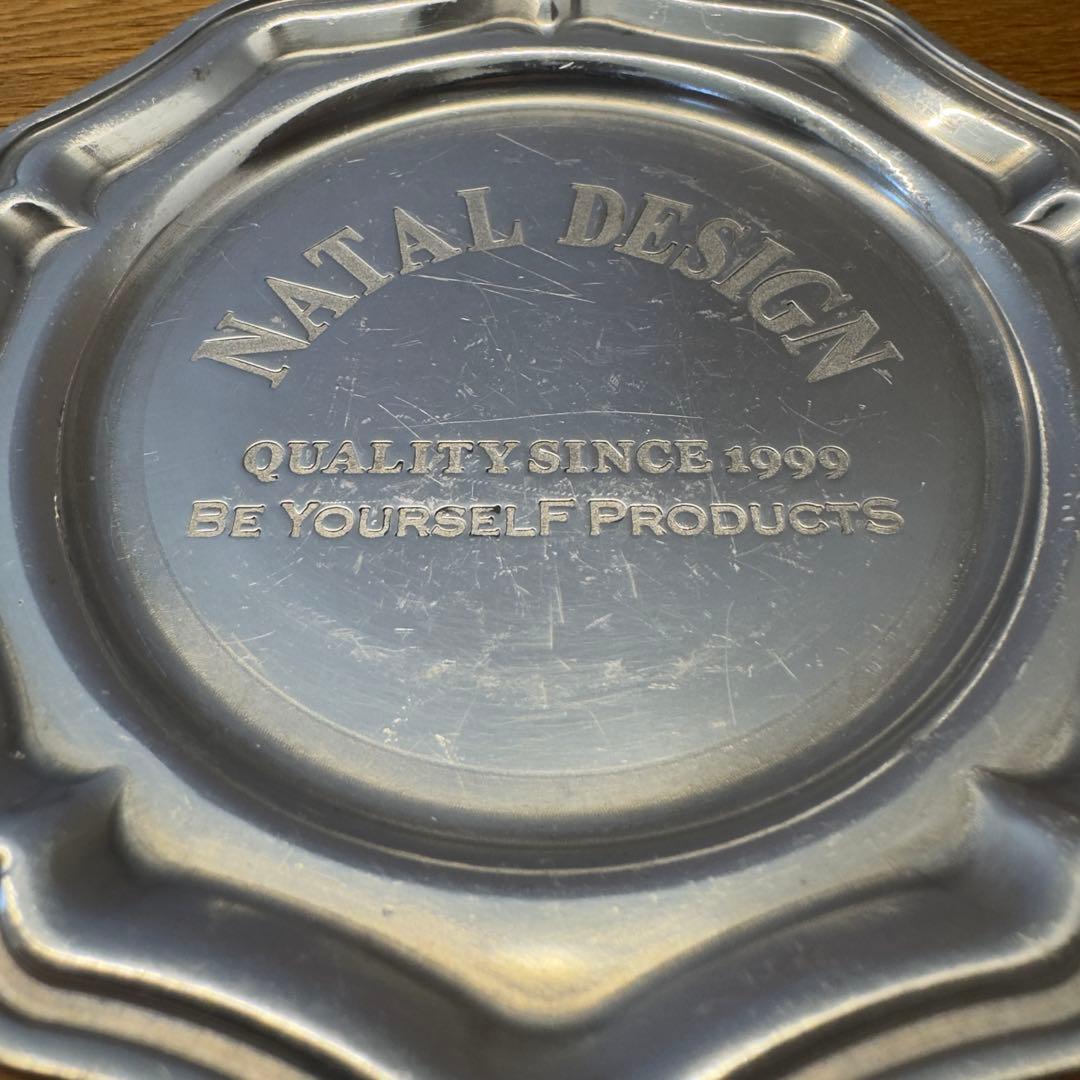 NATAL DESIGN
QUALITY SINCE 1999
BE YOURSELF PRODUCTS